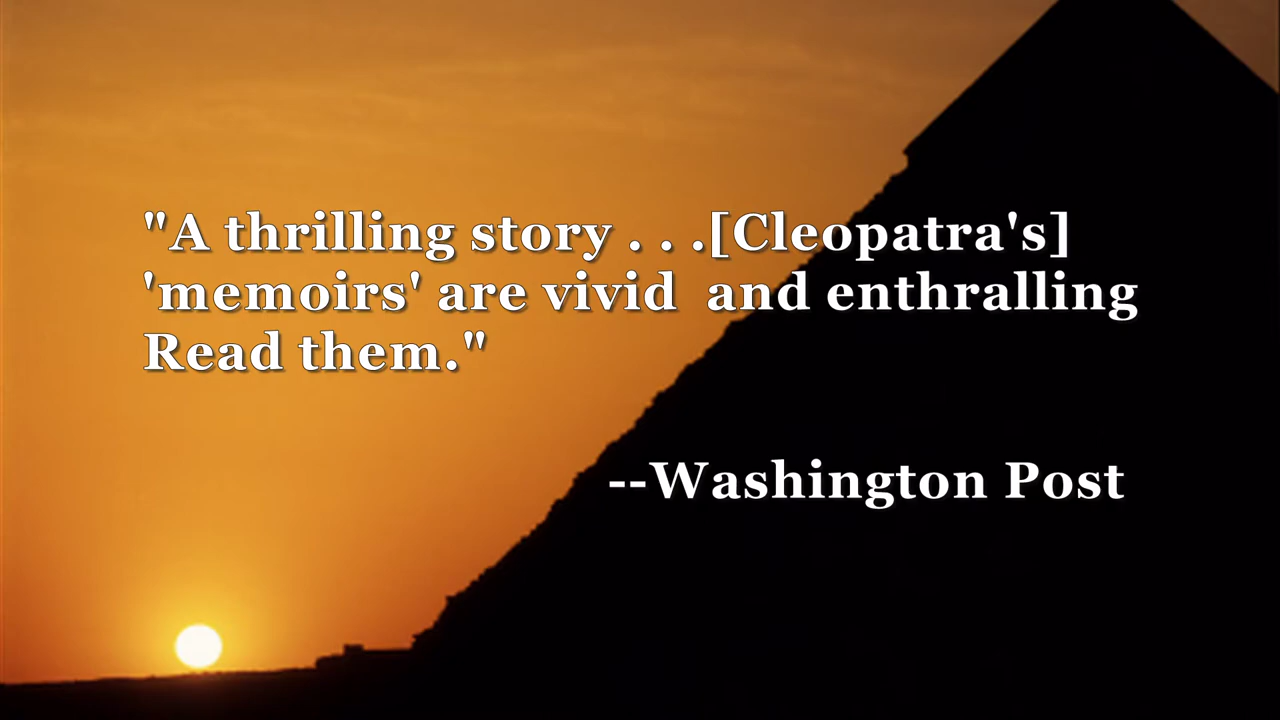 "A thrilling story . . .[Cleopatra's]
'memoirs' are vivid  and enthralling
Read them."
--Washington Post